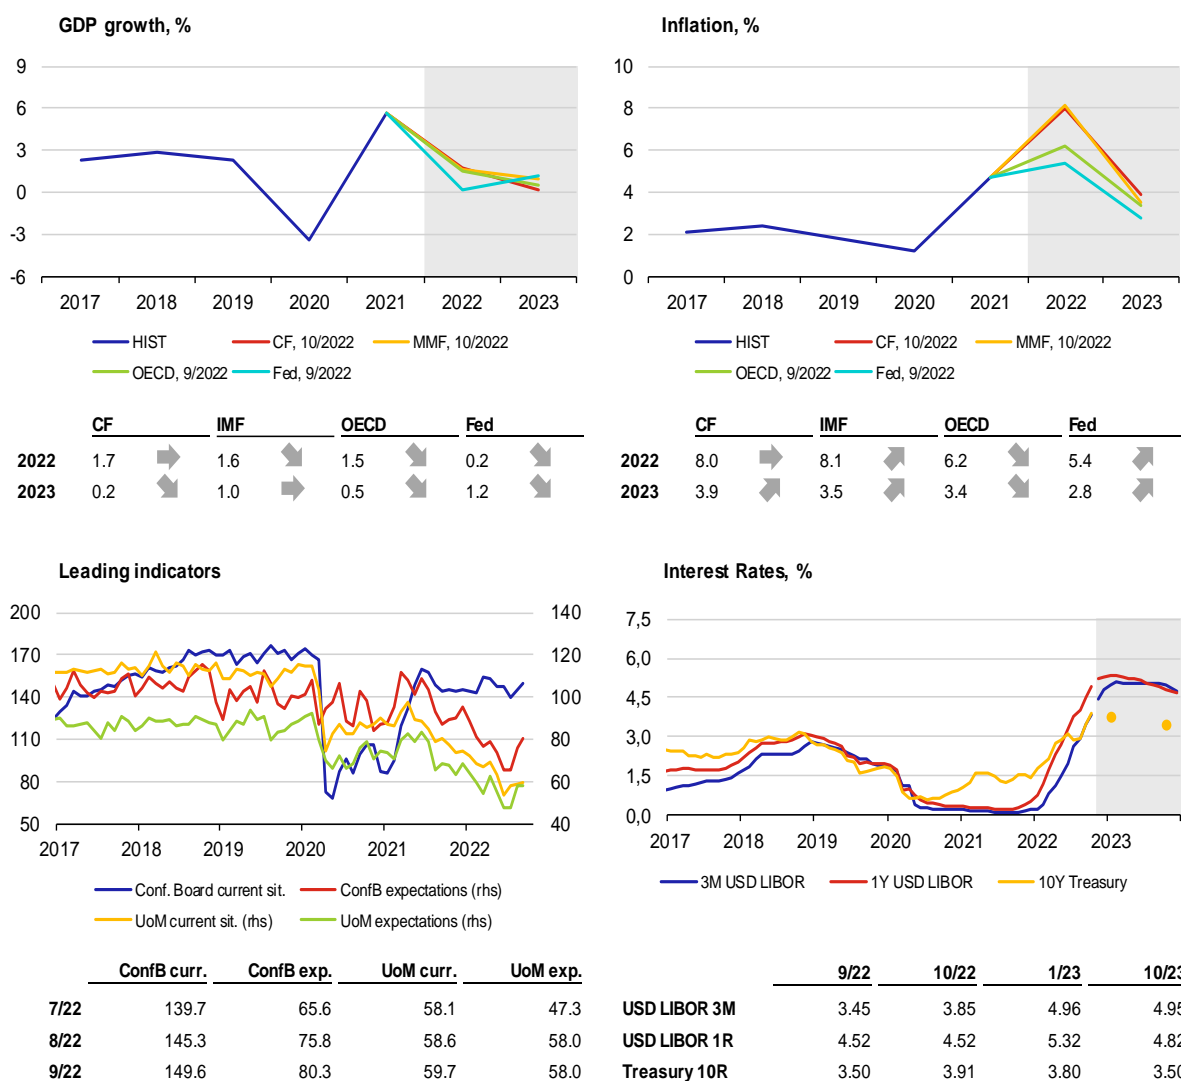 GDP growth, %
9
6
3
0
-3
-6
2017 2018 2019 2020 2021 2022 2023
HIST CF, 10/2022 MMF, 10/2022
OECD, 9/2022 Fed, 9/2022
CF IMF OECD Fed
2022 1.7 1.6 1.5 0.2
2023 0.2 1.0 0.5 1.2
Inflation, %
10
8
6
4
2
0
2017 2018 2019 2020 2021 2022 2023
HIST CF, 10/2022 MMF, 10/2022
OECD, 9/2022 Fed, 9/2022
CF IMF OECD Fed
2022 8.0 8.1 6.2 5.4
2023 3.9 3.5 3.4 2.8
Leading indicators
200 140
170 120
140 100
110 80
80 60
50 40
2017 2018 2019 2020 2021 2022
Conf. Board current sit. ConfB expectations (rhs)
UoM current sit. (rhs) UoM expectations (rhs)
ConfB curr. ConfB exp. UoM curr. UoM exp.
7/22 139.7 65.6 58.1 47.3
8/22 145.3 75.8 58.6 58.0
9/22 149.6 80.3 59.7 58.0
Interest Rates, %
7,5
6,0
4,5
3,0
1,5
0,0
2017 2018 2019 2020 2021 2022 2023
3M USD LIBOR 1Y USD LIBOR 10Y Treasury
9/22 10/22 1/23 10/23
USD LIBOR 3M 3.45 3.85 4.96 4.95
USD LIBOR 1R 4.52 4.52 5.32 4.82
Treasury 10R 3.50 3.91 3.80 3.50